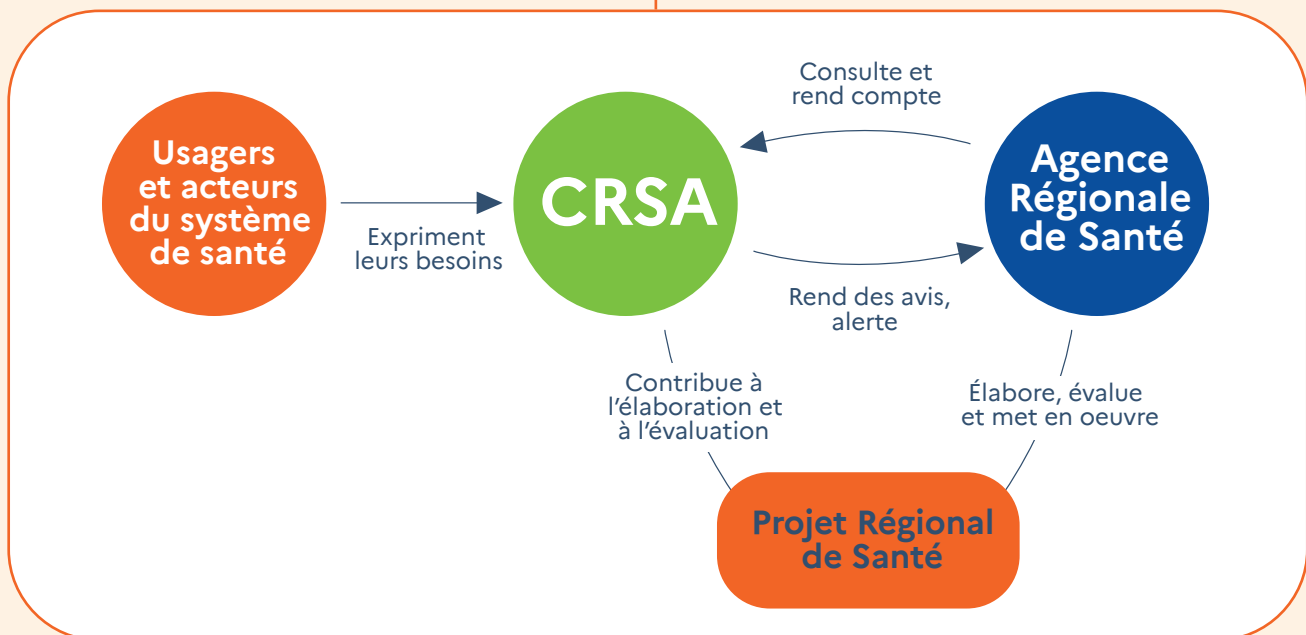 Consulte et
rend compte
Usagers
et acteurs
du système
de santé
Expriment
leurs besoins
CRSA
Agence
Régionale
de Santé
Rend des avis,
alerte
Contribue à
l'élaboration et
à l'évaluation
Élabore, évalue
et met en oeuvre
Projet Régional
de Santé